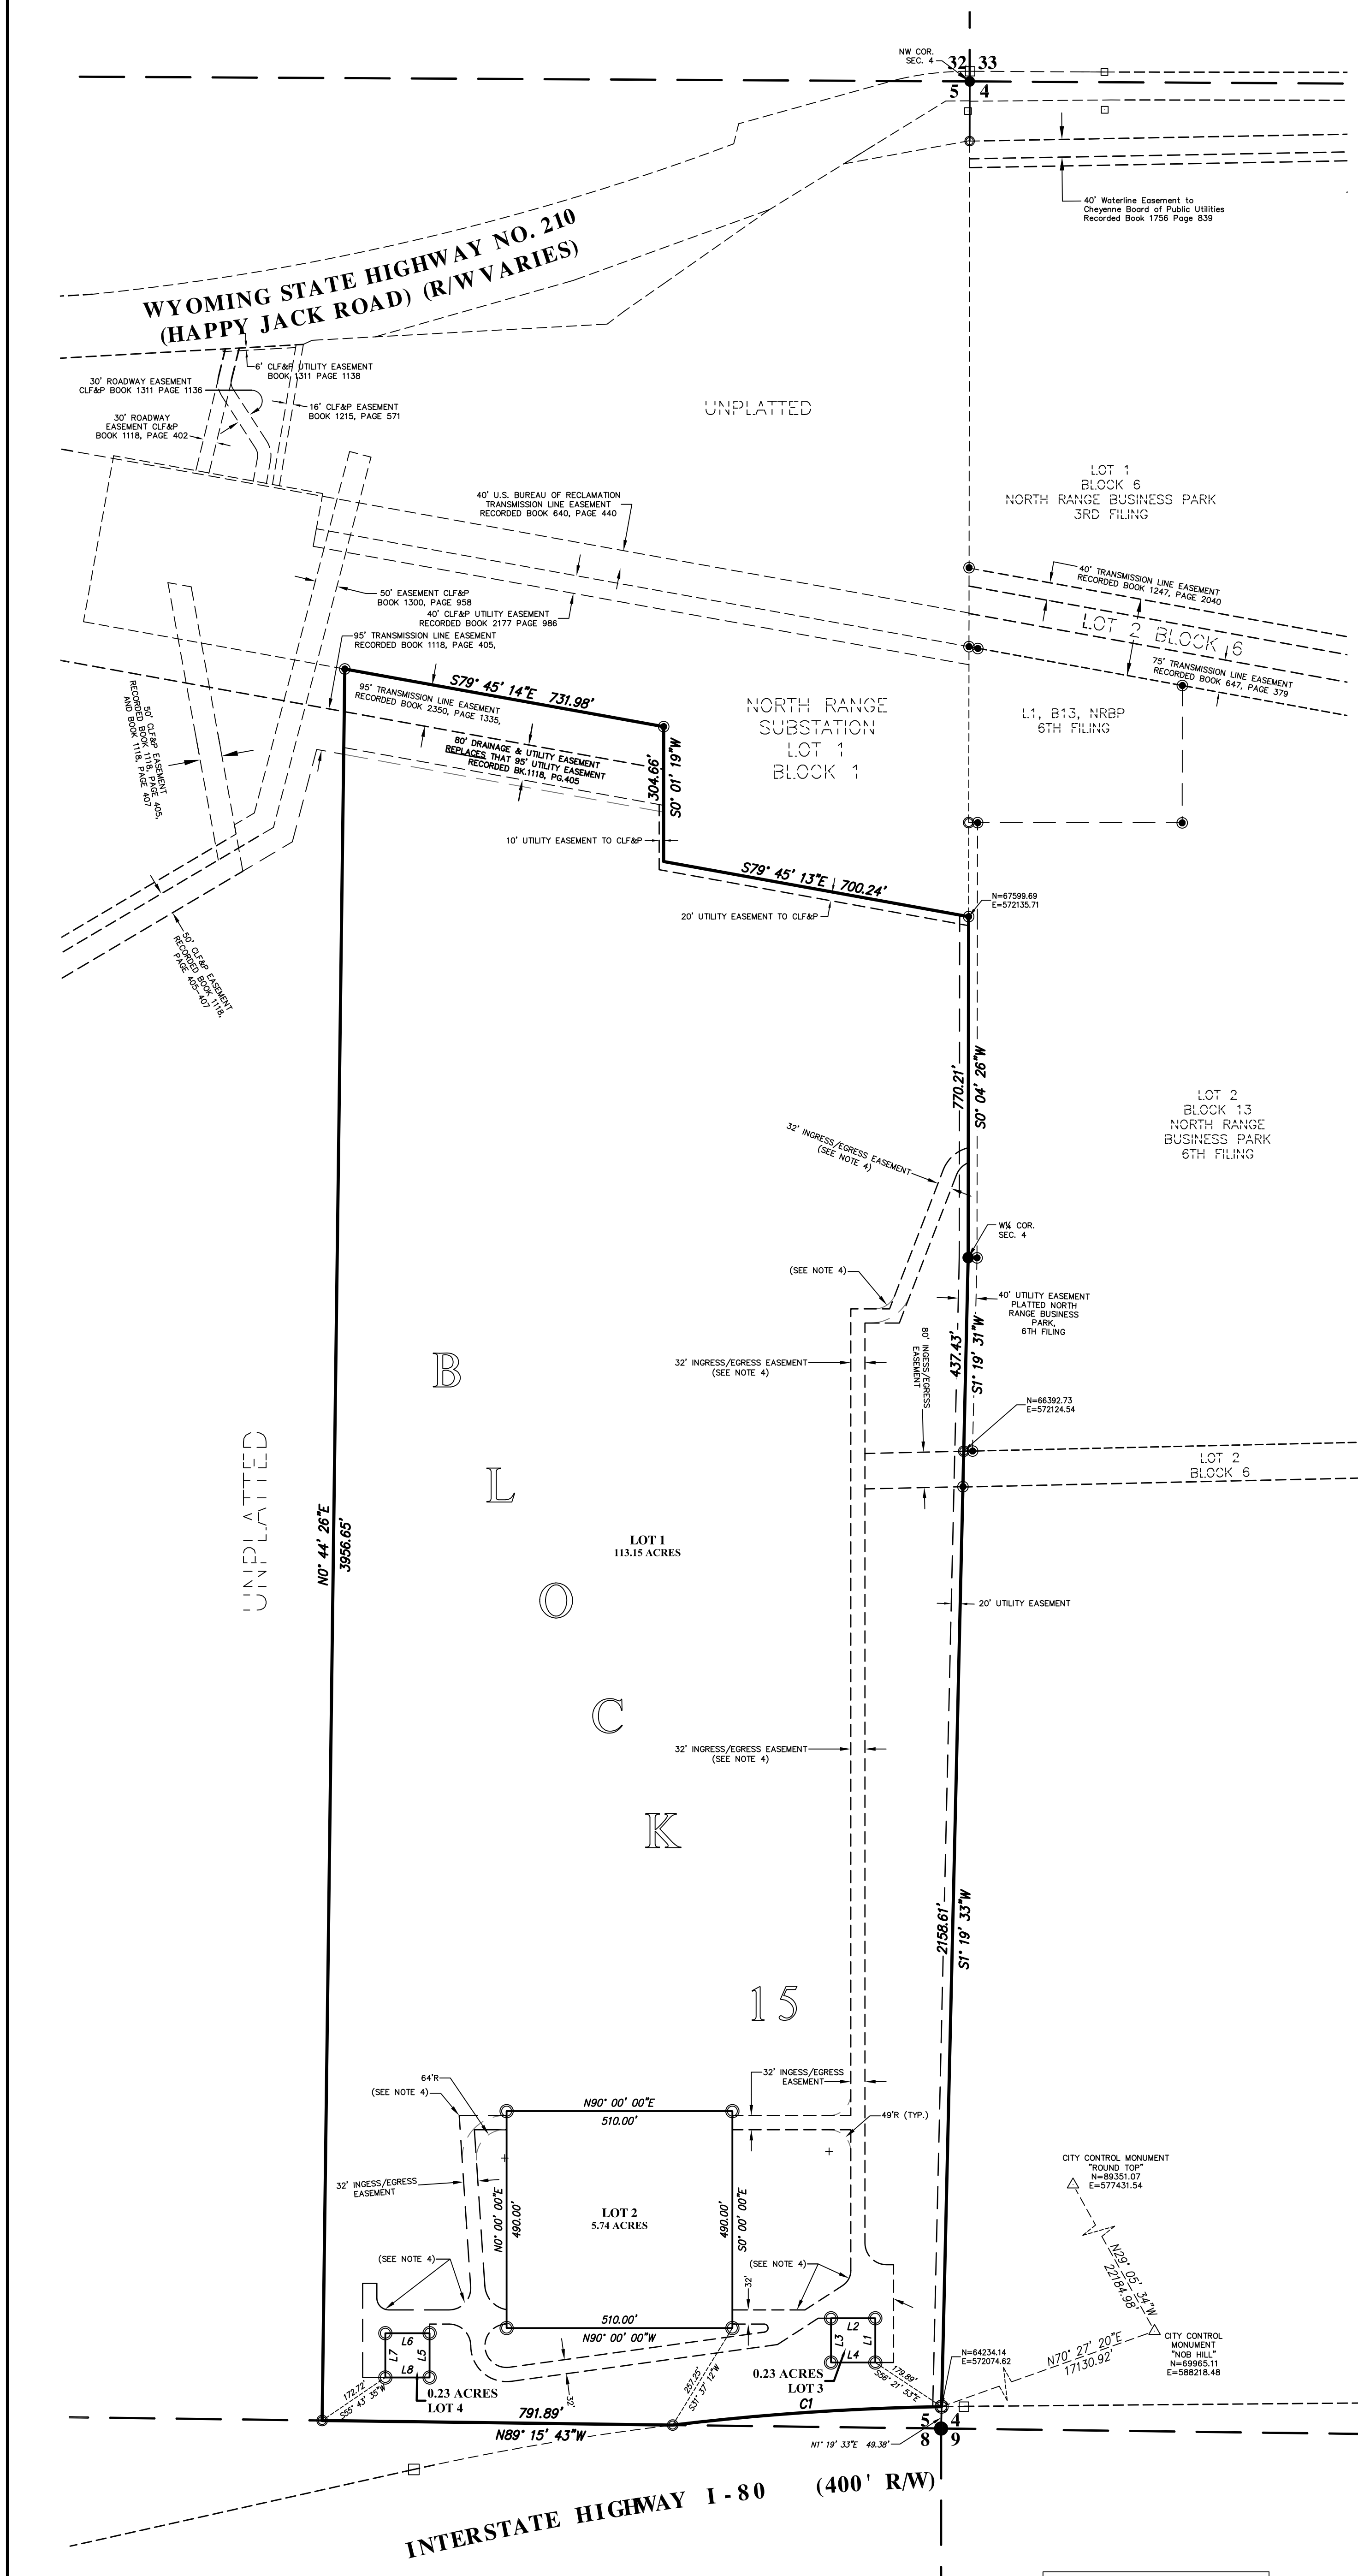 NW COR.
SEC. 4
32 33
5 4
40' Waterline Easement to
Cheyenne Board of Public Utilities
Recorded Book 1756 Page 839
WYOMING STATE HIGHWAY NO. 210
(HAPPY JACK ROAD) (R/W VARIES)
6' CLF&P UTILITY EASEMENT
BOOK 1311 PAGE 1138
30' ROADWAY EASEMENT
CLF&P BOOK 1311 PAGE 1136
16' CLF&P EASEMENT
BOOK 1215, PAGE 571
30' ROADWAY
EASEMENT CLF&P
BOOK 1118, PAGE 402
UNPLATTED
LOT 1
BLOCK 6
NORTH RANGE BUSINESS PARK
3RD FILING
40' U.S. BUREAU OF RECLAMATION
TRANSMISSION LINE EASEMENT
RECORDED BOOK 640, PAGE 440
40' TRANSMISSION LINE EASEMENT
RECORDED BOOK 1247, PAGE 2040
50' EASEMENT CLF&P
BOOK 1300, PAGE 958
40' CLF&P UTILITY EASEMENT
RECORDED BOOK 2177 PAGE 986
LOT 2 BLOCK 6
95' TRANSMISSION LINE EASEMENT
RECORDED BOOK 1118, PAGE 405,
75' TRANSMISSION LINE EASEMENT
RECORDED BOOK 647, PAGE 379
S79° 45' 14"E 731.98'
95' TRANSMISSION LINE EASEMENT
RECORDED BOOK 2350, PAGE 1335,
NORTH RANGE
SUBSTATION
LOT 1
BLOCK 1
L1, B13, NRBP
6TH FILING
50' CLF&P EASEMENT
RECORDED BOOK 1118, PAGE 405,
AND BOOK 1118, PAGE 407
80' DRAINAGE & UTILITY EASEMENT
REPLACES THAT 95' UTILITY EASEMENT
RECORDED BK.1118, PG.405
304.66'
S0° 01' 19"W
10' UTILITY EASEMENT TO CLF&P
S79° 45' 13"E 700.24'
N=67599.69
E=572135.71
20' UTILITY EASEMENT TO CLF&P
50' CLF&P EASEMENT
RECORDED BOOK 1118,
PAGE 405-407
770.21'
S0° 04' 26"W
LOT 2
BLOCK 13
NORTH RANGE
BUSINESS PARK
6TH FILING
32' INGRESS/EGRESS EASEMENT
(SEE NOTE 4)
W¼ COR.
SEC. 4
(SEE NOTE 4)
40' UTILITY EASEMENT
PLATTED NORTH
RANGE BUSINESS
PARK,
6TH FILING
437.43'
S1° 19' 31"W
80' INGESS/EGRESS
EASEMENT
32' INGRESS/EGRESS EASEMENT
(SEE NOTE 4)
N=66392.73
E=572124.54
LOT 2
BLOCK 6
UNPLATTED
N0° 44' 26"E
3956.65'
B
L
O
C
K
15
LOT 1
113.15 ACRES
20' UTILITY EASEMENT
32' INGRESS/EGRESS EASEMENT
(SEE NOTE 4)
2158.61'
S1° 19' 33"W
64'R
(SEE NOTE 4)
32' INGESS/EGRESS
EASEMENT
N90° 00' 00"E
510.00'
49'R (TYP.)
32' INGESS/EGRESS
EASEMENT
N0° 00' 00"E
490.00'
LOT 2
5.74 ACRES
490.00'
S0° 00' 00"E
CITY CONTROL MONUMENT
"ROUND TOP"
N=89351.07
E=577431.54
N29° 05' 34"W
22184.98'
(SEE NOTE 4)
(SEE NOTE 4)
32'
510.00'
N90° 00' 00"W
L6
L7
L5
L8
L2
L3
L1
L4
N70° 27' 20"E
17130.92'
CITY CONTROL
MONUMENT
"NOB HILL"
N=69965.11
E=588218.48
N=64234.14
E=572074.62
172.72'
S55° 43' 35"W
0.23 ACRES
LOT 4
32'
257.25'
S31° 37' 12"W
0.23 ACRES
LOT 3
179.89'
S56° 21' 53"E
791.89'
N89° 15' 43"W
C1
5 4
8 9
N1° 19' 33"E 49.38'
INTERSTATE HIGHWAY I-80 (400' R/W)